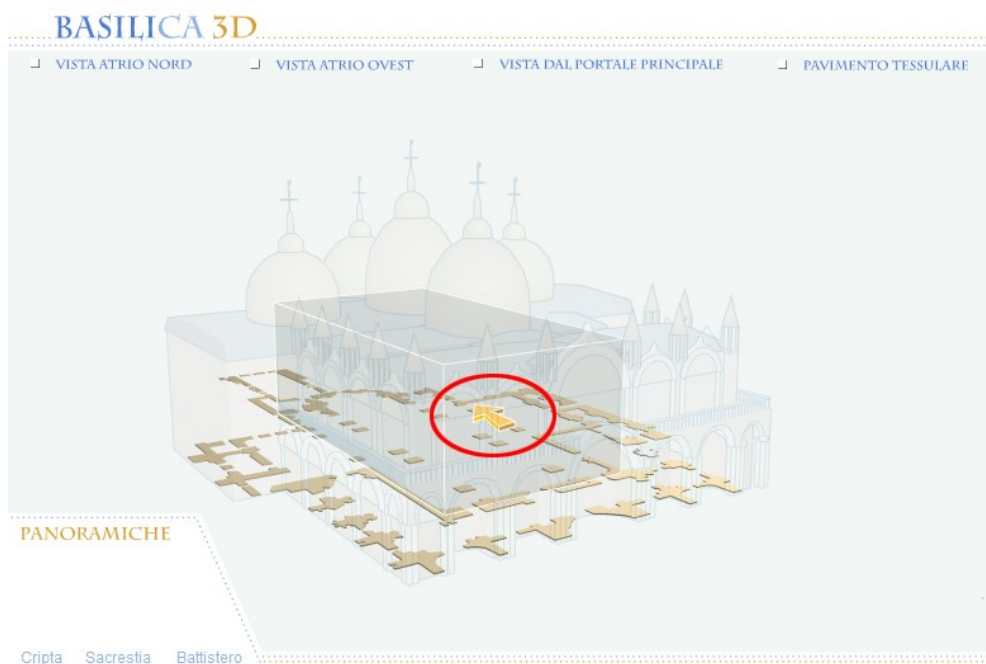 BASILICA 3D
VISTA ATRIO NORD VISTA ATRIO OVEST VISTA DAL PORTALE PRINCIPALE PAVIMENTO TESSULARE
PANORAMICHE
Cripta Sacrestia Battistero